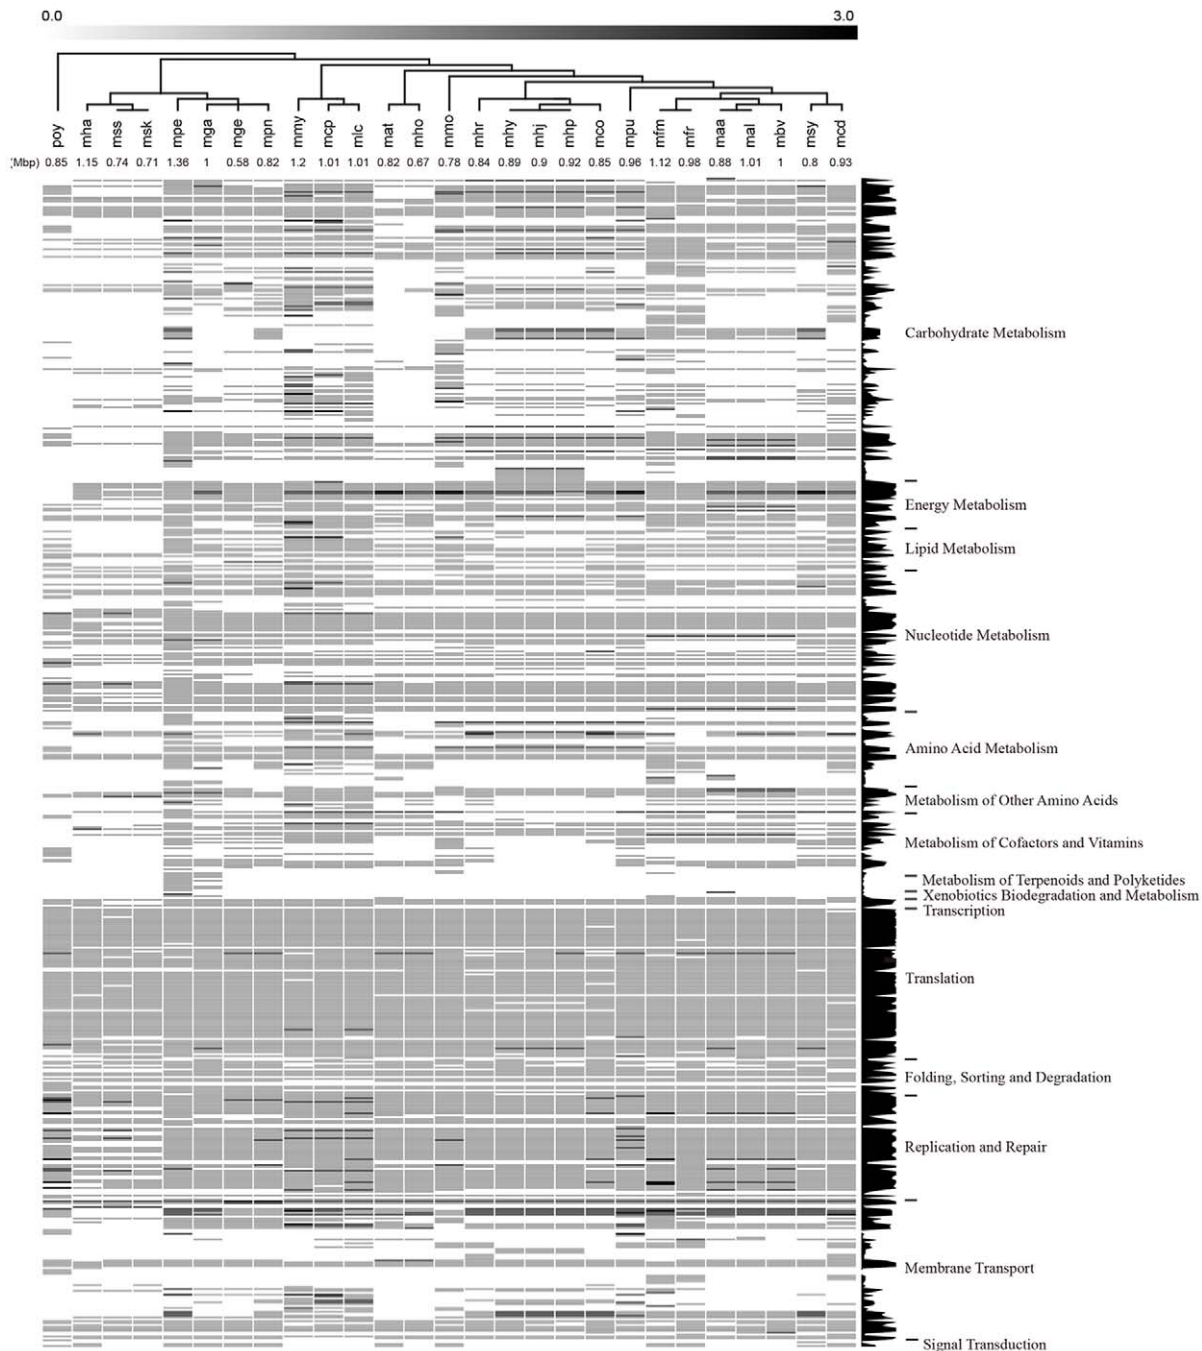 0.0 3.0
poy mha mss msk mpe mga mge mpn mmy mcp mlc mat mho mmo mhr mhy mhj mhp mco mpu mfm mfr maa mal mbv msy mcd
(Mbp) 0.85 1.15 0.74 0.71 1.36 1 0.58 0.82 1.2 1.01 1.01 0.82 0.67 0.78 0.84 0.89 0.9 0.92 0.85 0.96 1.12 0.98 0.88 1.01 1 0.8 0.93
Carbohydrate Metabolism
Energy Metabolism
Lipid Metabolism
Nucleotide Metabolism
Amino Acid Metabolism
Metabolism of Other Amino Acids
Metabolism of Cofactors and Vitamins
Metabolism of Terpenoids and Polyketides
Xenobiotics Biodegradation and Metabolism
Transcription
Translation
Folding, Sorting and Degradation
Replication and Repair
Membrane Transport
Signal Transduction